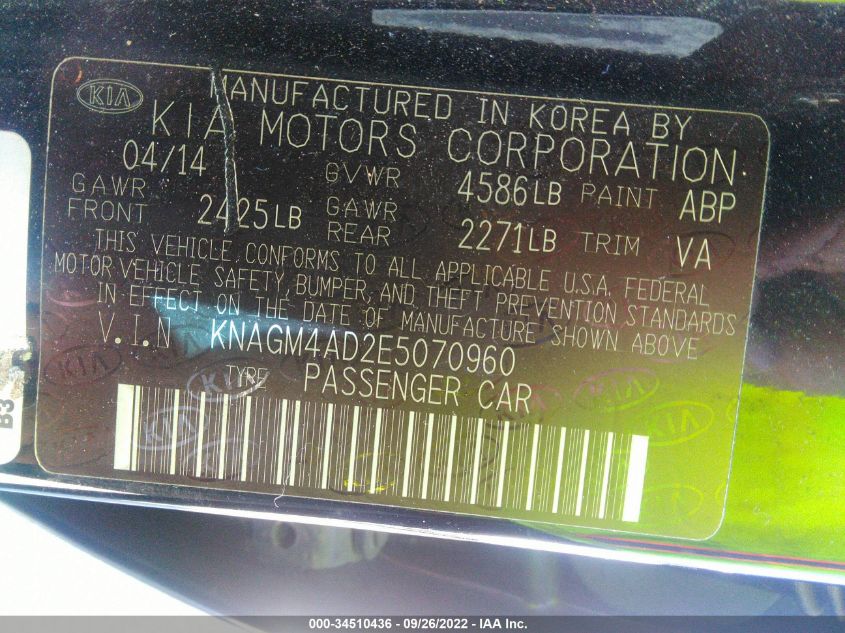 KIA
MANUFACTURED IN KOREA BY
KIA MOTORS CORPORATION
04/14 GVWR 4586LB PAINT ABP
GAWR FRONT 2425LB GAWR REAR 2271LB TRIM VA
THIS VEHICLE CONFORMS TO ALL APPLICABLE U.S.A. FEDERAL
MOTOR VEHICLE SAFETY, BUMPER, AND THEFT PREVENTION STANDARDS
IN EFFECT ON THE DATE OF MANUFACTURE SHOWN ABOVE
V.I.N KNAGM4AD2E5070960
TYPE PASSENGER CAR
B3
KIA
KIA
000-34510436 - 09/26/2022 - IAA Inc.